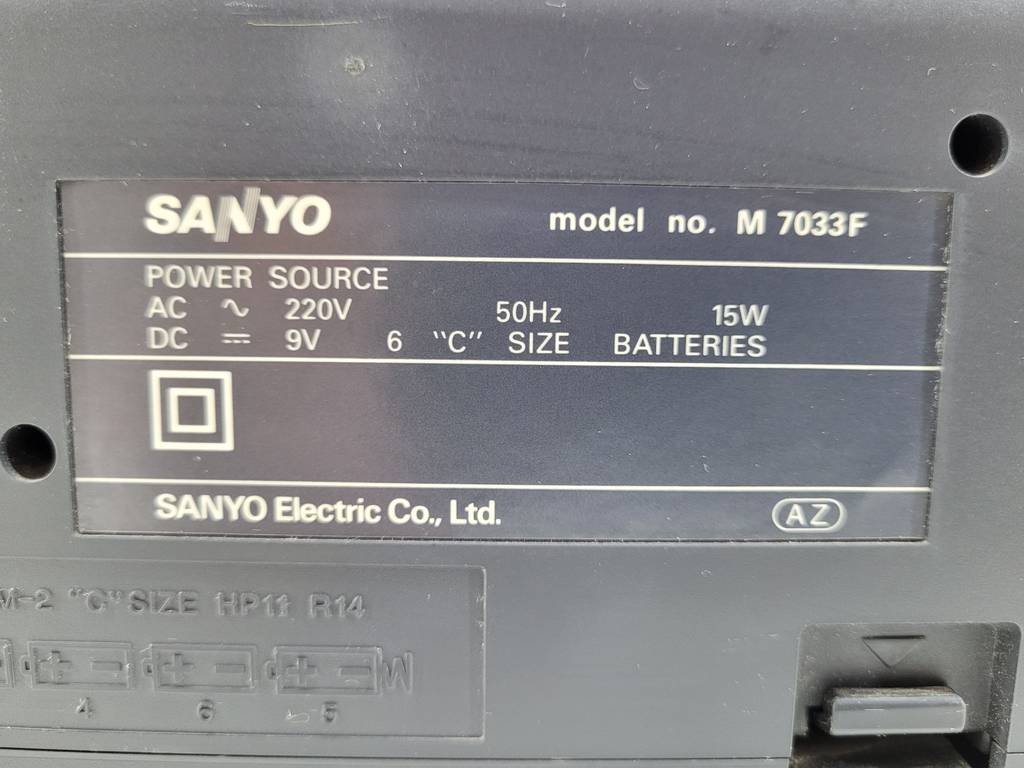 SANYO model no. M 7033F
POWER SOURCE
AC ∿ 220V 50Hz 15W
DC ⎓ 9V 6 "C" SIZE BATTERIES
SANYO Electric Co., Ltd. AZ
M-2 "C" SIZE HP11 R14
+ - + - + -
4 6 5